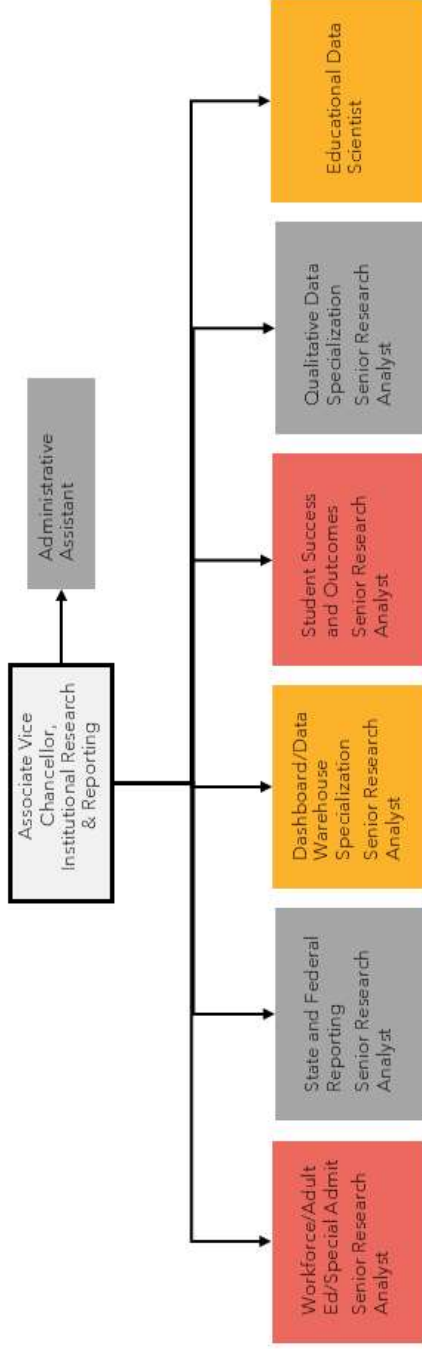 Associate Vice
Chancellor,
Institutional Research
& Reporting
Administrative
Assistant
Workforce/Adult
Ed/Special Admit
Senior Research
Analyst
State and Federal
Reporting
Senior Research
Analyst
Dashboard/Data
Warehouse
Specialization
Senior Research
Analyst
Student Success
and Outcomes
Senior Research
Analyst
Qualitative Data
Specialization
Senior Research
Analyst
Educational Data
Scientist